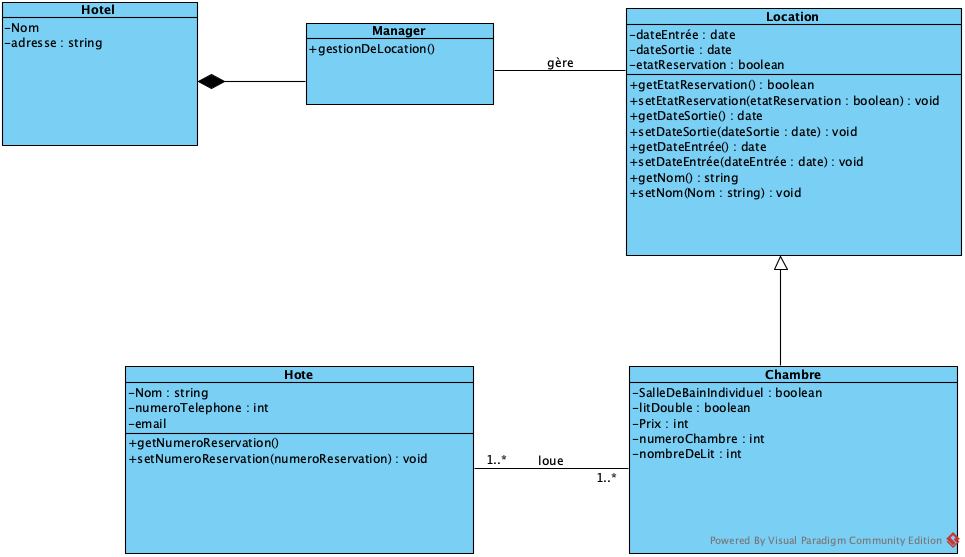 Hotel
-Nom
-adresse : string
Manager
+gestionDeLocation()
gère
Location
-dateEntrée : date
-dateSortie : date
-etatReservation : boolean
+getEtatReservation() : boolean
+setEtatReservation(etatReservation : boolean) : void
+getDateSortie() : date
+setDateSortie(dateSortie : date) : void
+getDateEntrée() : date
+setDateEntrée(dateEntrée : date) : void
+getNom() : string
+setNom(Nom : string) : void
Hote
-Nom : string
-numeroTelephone : int
-email
+getNumeroReservation()
+setNumeroReservation(numeroReservation) : void
1..*
loue
1..*
Chambre
-SalleDeBainIndividuel : boolean
-litDouble : boolean
-Prix : int
-numeroChambre : int
-nombreDeLit : int
Powered By Visual Paradigm Community Edition